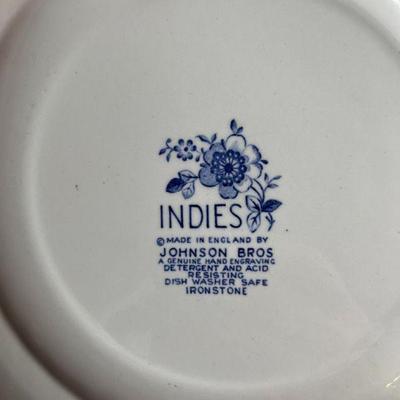 INDIES
© MADE IN ENGLAND BY
JOHNSON BROS
A GENUINE HAND ENGRAVING
DETERGENT AND ACID
RESISTING
DISH WASHER SAFE
IRONSTONE